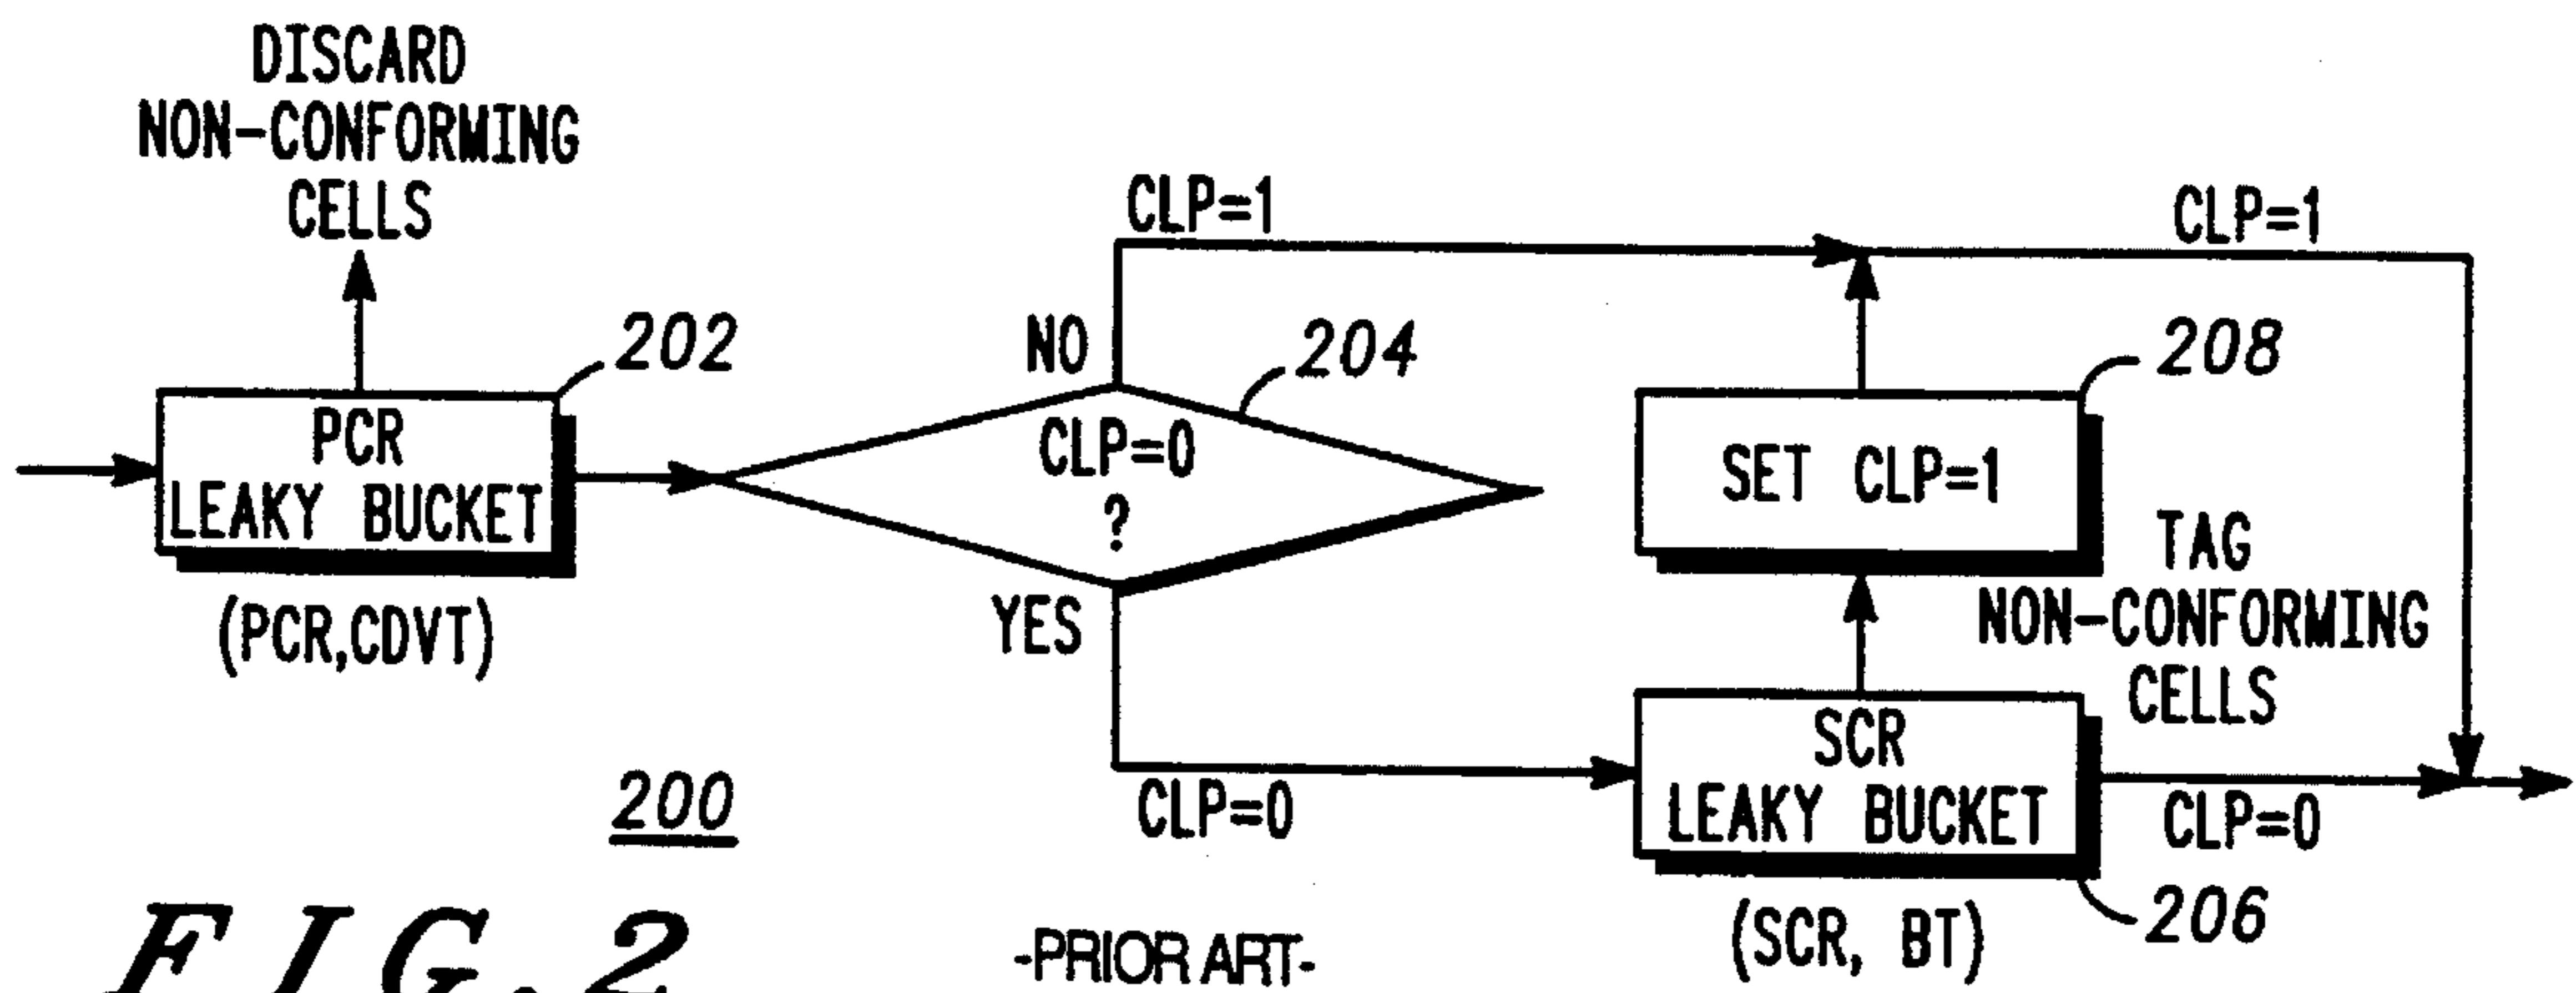 DISCARD
NON-CONFORMING
CELLS
202
PCR
LEAKY BUCKET
(PCR,CDVT)
CLP=1
CLP=1
NO
204
CLP=0
?
YES
CLP=0
208
SET CLP=1
TAG
NON-CONFORMING
CELLS
SCR
LEAKY BUCKET
(SCR, BT)
CLP=0
206
200
FIG.2
-PRIOR ART-